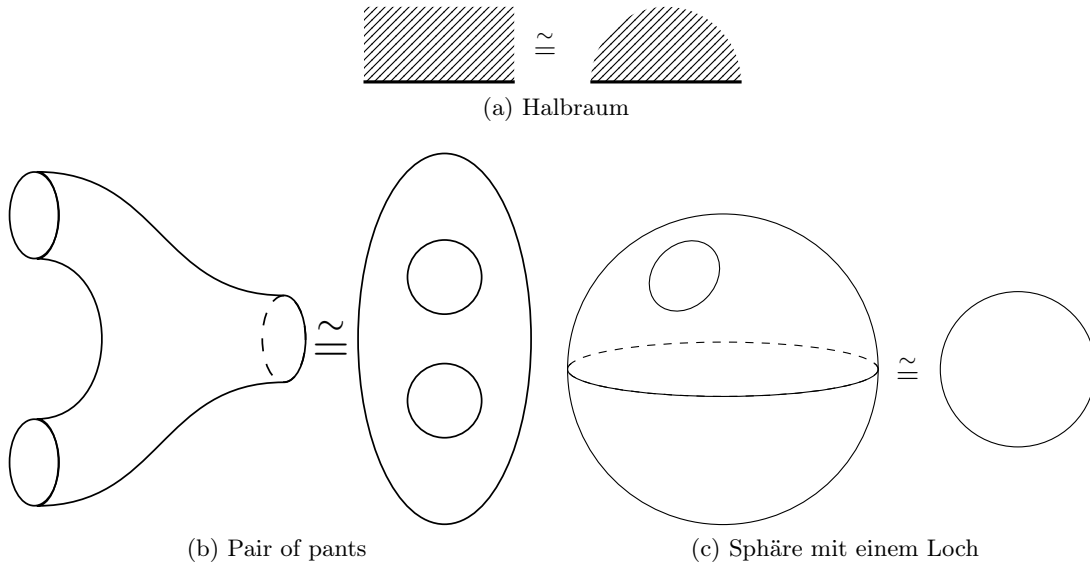 ≅
(a) Halbraum
≅
≅
(b) Pair of pants
(c) Sphäre mit einem Loch